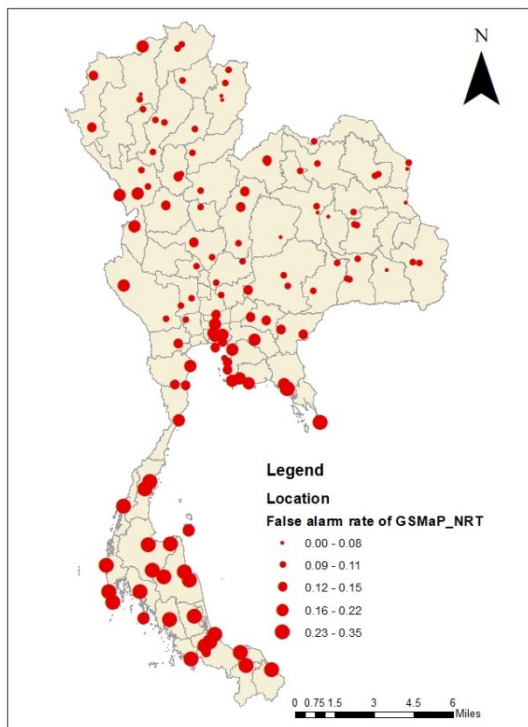 N
Legend
Location
False alarm rate of GSMaP_NRT
0.00 - 0.08
0.09 - 0.11
0.12 - 0.15
0.16 - 0.22
0.23 - 0.35
0 0.75 1.5 3 4.5 6
Miles